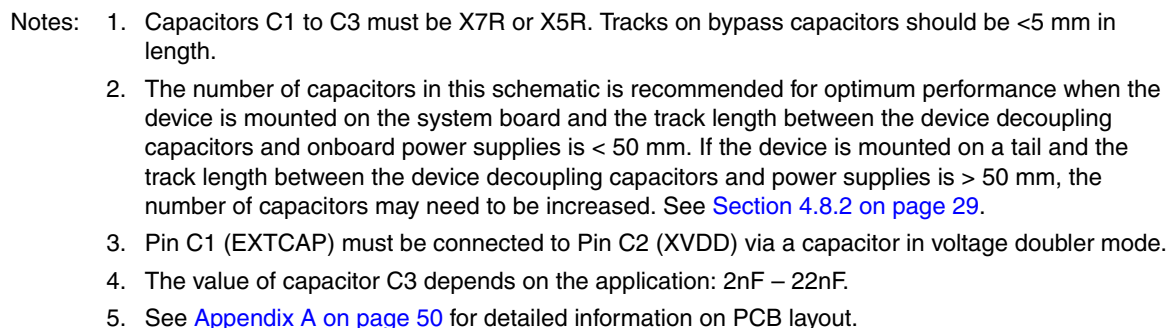 Notes: 1. Capacitors C1 to C3 must be X7R or X5R. Tracks on bypass capacitors should be <5 mm in
length.
2. The number of capacitors in this schematic is recommended for optimum performance when the
device is mounted on the system board and the track length between the device decoupling
capacitors and onboard power supplies is < 50 mm. If the device is mounted on a tail and the
track length between the device decoupling capacitors and power supplies is > 50 mm, the
number of capacitors may need to be increased. See Section 4.8.2 on page 29.
3. Pin C1 (EXTCAP) must be connected to Pin C2 (XVDD) via a capacitor in voltage doubler mode.
4. The value of capacitor C3 depends on the application: 2nF – 22nF.
5. See Appendix A on page 50 for detailed information on PCB layout.